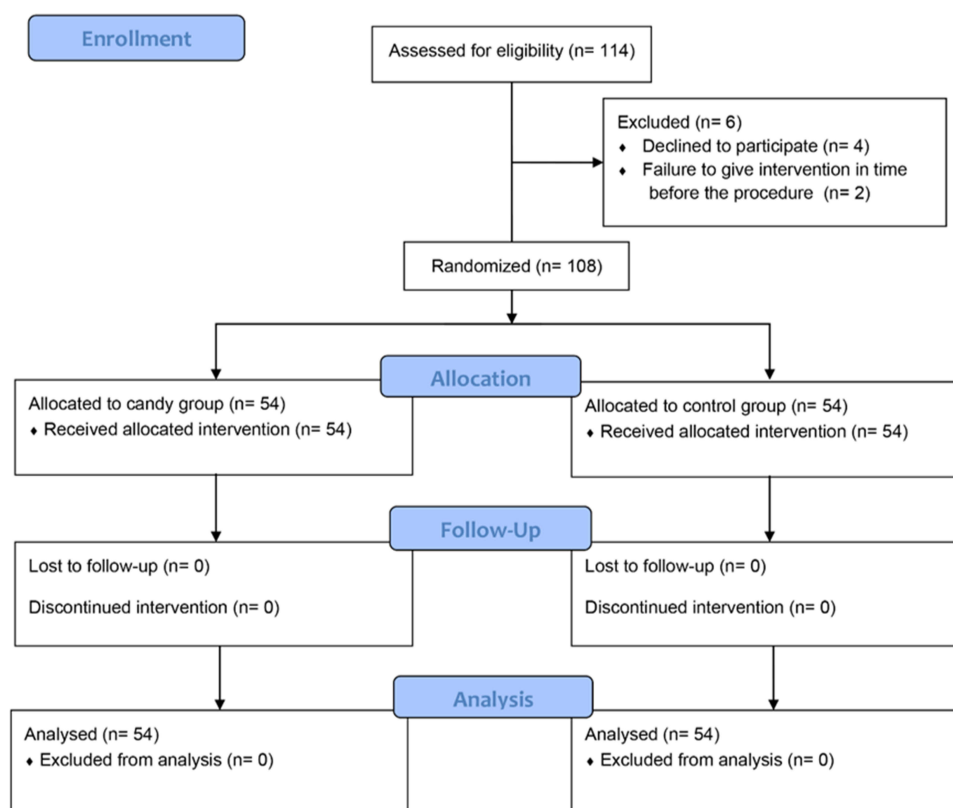 Enrollment
Assessed for eligibility (n= 114)
Excluded (n= 6)
♦ Declined to participate (n= 4)
♦ Failure to give intervention in time
before the procedure (n= 2)
Randomized (n= 108)
Allocation
Allocated to candy group (n= 54)
♦ Received allocated intervention (n= 54)
Allocated to control group (n= 54)
♦ Received allocated intervention (n= 54)
Follow-Up
Lost to follow-up (n= 0)
Discontinued intervention (n= 0)
Lost to follow-up (n= 0)
Discontinued intervention (n= 0)
Analysis
Analysed (n= 54)
♦ Excluded from analysis (n= 0)
Analysed (n= 54)
♦ Excluded from analysis (n= 0)